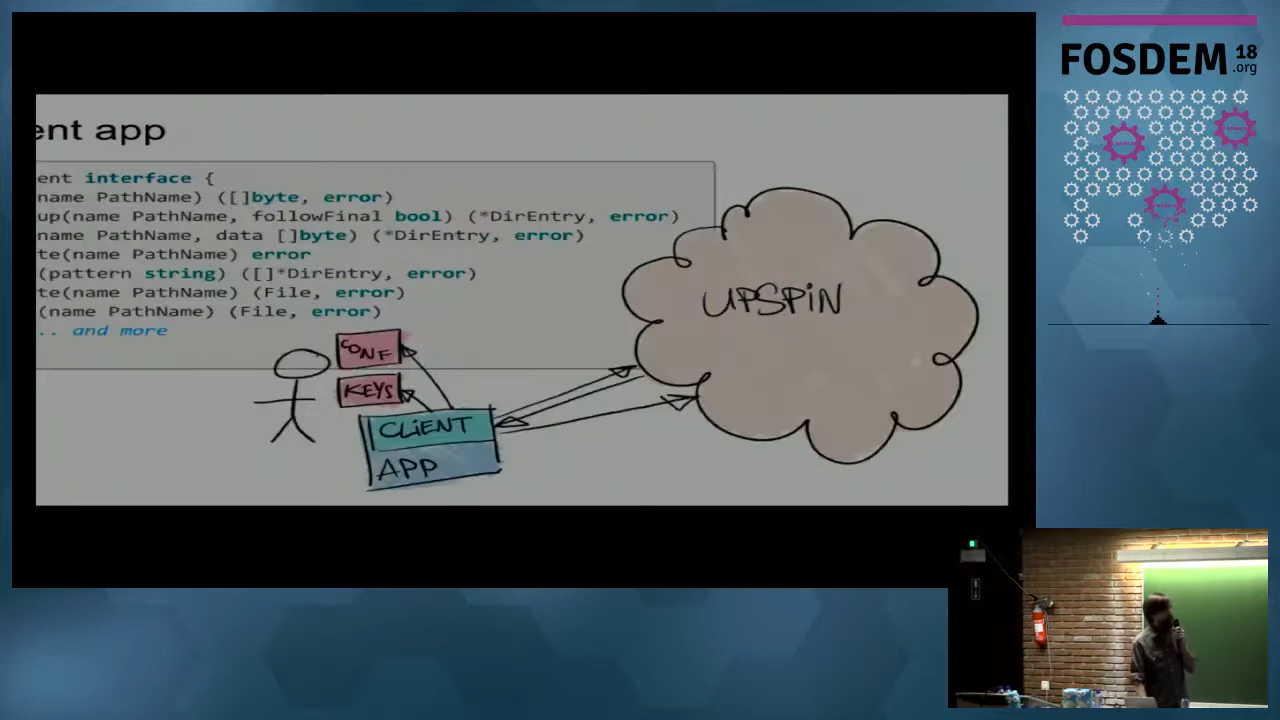 ent app
ent interface {
name PathName) ([]byte, error)
up(name PathName, followFinal bool) (*DirEntry, error)
name PathName, data []byte) (*DirEntry, error)
te(name PathName) error
(pattern string) ([]*DirEntry, error)
te(name PathName) (File, error)
(name PathName) (File, error)
.. and more
UPSPIN
CONF
KEYS
CLIENT
APP
FOSDEM 18
.org